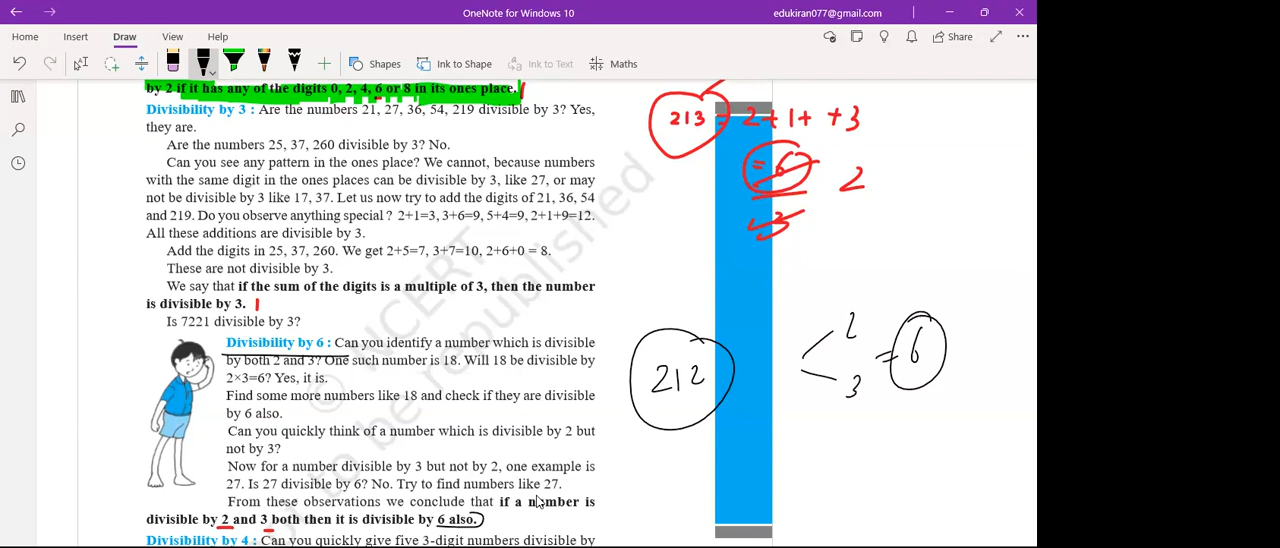 OneNote for Windows 10
edukiran077@gmail.com
Home Insert Draw View Help
Shapes Ink to Shape Ink to Text Maths Share
by 2 if it has any of the digits 0, 2, 4, 6 or 8 in its ones place.
Divisibility by 3 : Are the numbers 21, 27, 36, 54, 219 divisible by 3? Yes,
they are.
Are the numbers 25, 37, 260 divisible by 3? No.
Can you see any pattern in the ones place? We cannot, because numbers
with the same digit in the ones places can be divisible by 3, like 27, or may
not be divisible by 3 like 17, 37. Let us now try to add the digits of 21, 36, 54
and 219. Do you observe anything special ? 2+1=3, 3+6=9, 5+4=9, 2+1+9=12.
All these additions are divisible by 3.
Add the digits in 25, 37, 260. We get 2+5=7, 3+7=10, 2+6+0 = 8.
These are not divisible by 3.
We say that if the sum of the digits is a multiple of 3, then the number
is divisible by 3.
Is 7221 divisible by 3?
Divisibility by 6 : Can you identify a number which is divisible
by both 2 and 3? One such number is 18. Will 18 be divisible by
2×3=6? Yes, it is.
Find some more numbers like 18 and check if they are divisible
by 6 also.
Can you quickly think of a number which is divisible by 2 but
not by 3?
Now for a number divisible by 3 but not by 2, one example is
27. Is 27 divisible by 6? No. Try to find numbers like 27.
From these observations we conclude that if a number is
divisible by 2 and 3 both then it is divisible by 6 also.
Divisibility by 4 : Can you quickly give five 3-digit numbers divisible by
© NCERT
not to be republished
213 = 2+1+ +3
= 6 2
3
212
2
= 6
3